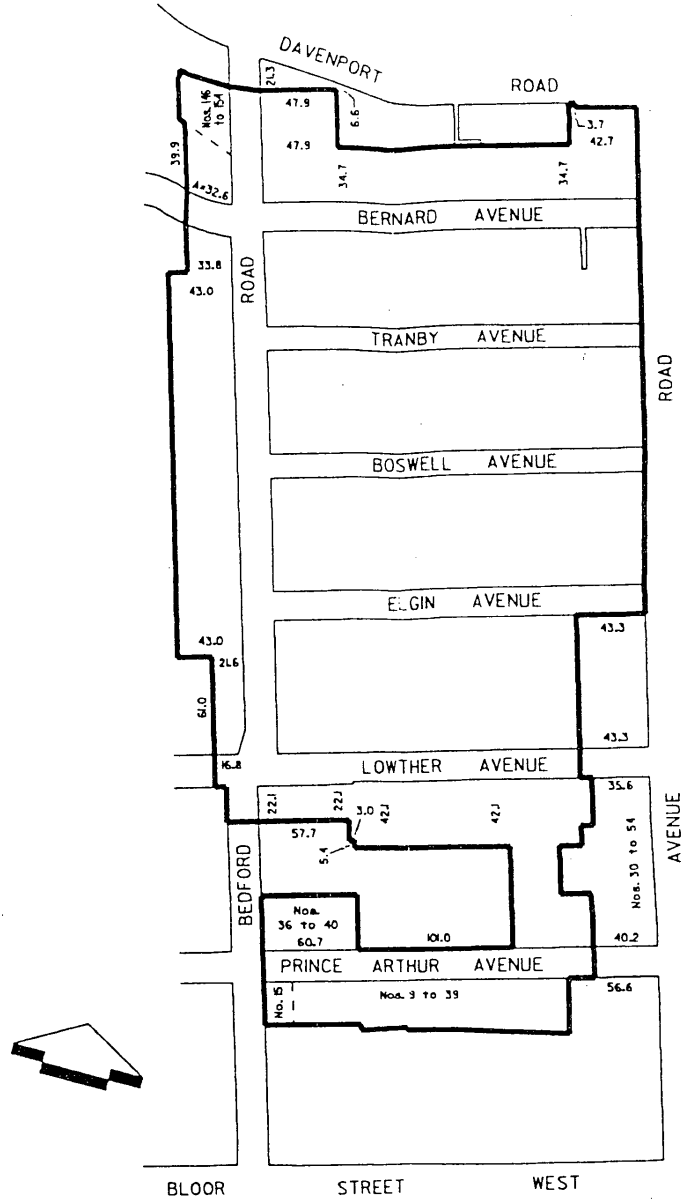 DAVENPORT
ROAD
21.3
47.9
6.6
Nos. 146
to 154
3.7
42.7
39.9
47.9
34.7
34.7
A=32.6
BERNARD AVENUE
33.8
43.0
ROAD
TRANBY AVENUE
ROAD
BOSWELL AVENUE
ELGIN AVENUE
43.0
21.6
43.3
61.0
43.3
16.8
LOWTHER AVENUE
35.6
22.1
22.1
3.0
42.1
42.1
57.7
5.4
Nos. 30 to 54
AVENUE
BEDFORD
Nos.
36 to 40
60.7
101.0
40.2
PRINCE ARTHUR AVENUE
No. 15
Nos. 9 to 39
56.6
BLOOR STREET WEST